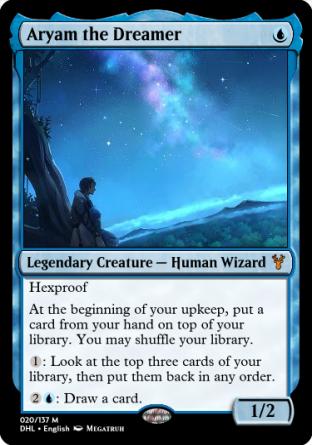 Aryam the Dreamer
Legendary Creature — Human Wizard
Hexproof
At the beginning of your upkeep, put a
card from your hand on top of your
library. You may shuffle your library.
1: Look at the top three cards of your
library, then put them back in any order.
2 : Draw a card.
020/137 M
DHL • English MEGATRUH
1/2